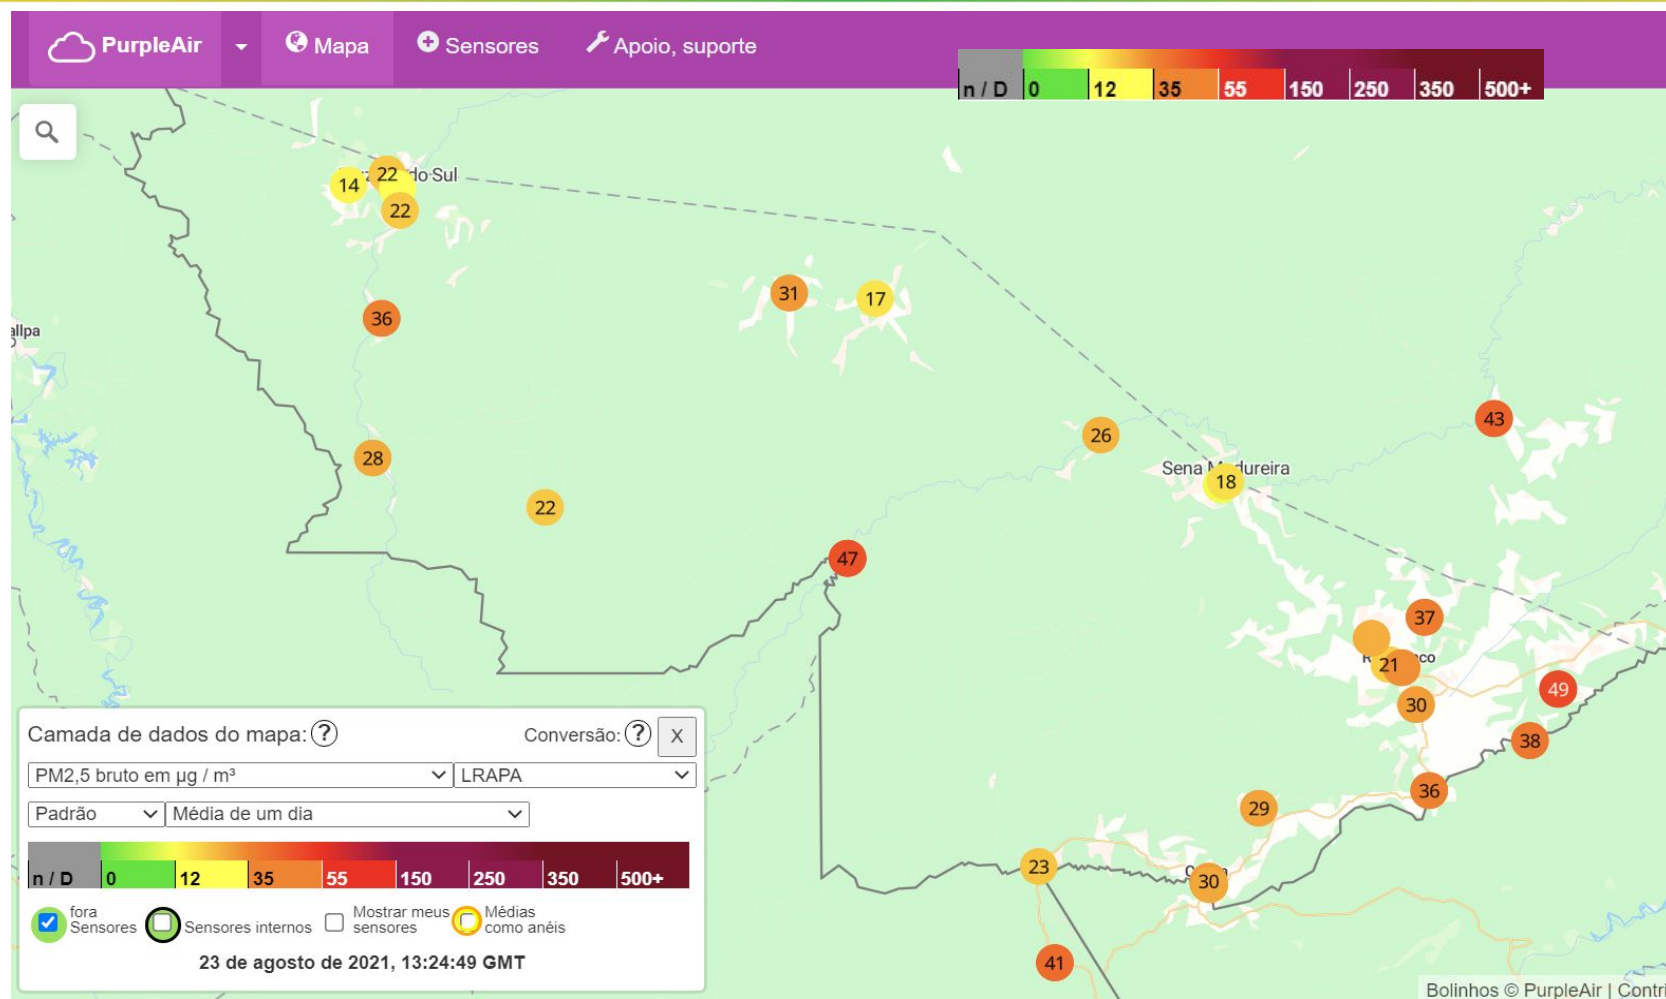 PurpleAir
Mapa
Sensores
Apoio, suporte
n / D 0 12 35 55 150 250 350 500+
22 do Sul
14
22
31
17
36
allpa
43
26
Sena Madureira
18
28
22
47
37
21 co
49
30
38
36
29
23
30
41
Camada de dados do mapa: ?
Conversão: ? X
PM2,5 bruto em µg / m³
LRAPA
Padrão
Média de um dia
n / D 0 12 35 55 150 250 350 500+
fora
Sensores
Sensores internos
Mostrar meus
sensores
Médias
como anéis
23 de agosto de 2021, 13:24:49 GMT
Bolinhos © PurpleAir | Contri